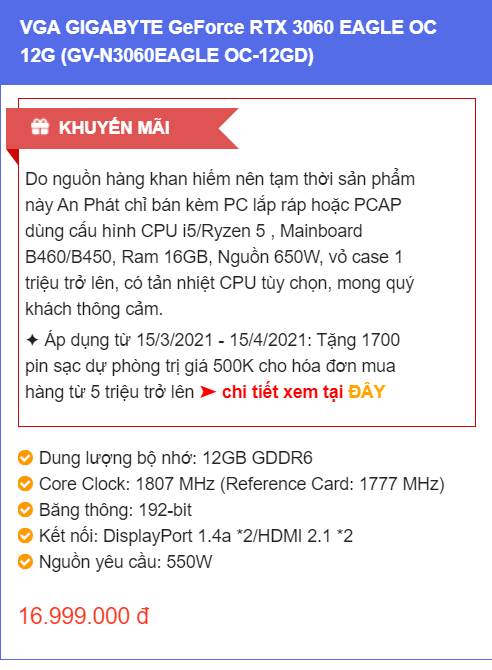 VGA GIGABYTE GeForce RTX 3060 EAGLE OC
12G (GV-N3060EAGLE OC-12GD)
KHUYẾN MÃI
Do nguồn hàng khan hiếm nên tạm thời sản phẩm
này An Phát chỉ bán kèm PC lắp ráp hoặc PCAP
dùng cấu hình CPU i5/Ryzen 5 , Mainboard
B460/B450, Ram 16GB, Nguồn 650W, vỏ case 1
triệu trở lên, có tản nhiệt CPU tùy chọn, mong quý
khách thông cảm.
✦ Áp dụng từ 15/3/2021 - 15/4/2021: Tặng 1700
pin sạc dự phòng trị giá 500K cho hóa đơn mua
hàng từ 5 triệu trở lên ➤ chi tiết xem tại ĐÂY
Dung lượng bộ nhớ: 12GB GDDR6
Core Clock: 1807 MHz (Reference Card: 1777 MHz)
Băng thông: 192-bit
Kết nối: DisplayPort 1.4a *2/HDMI 2.1 *2
Nguồn yêu cầu: 550W
16.999.000 đ